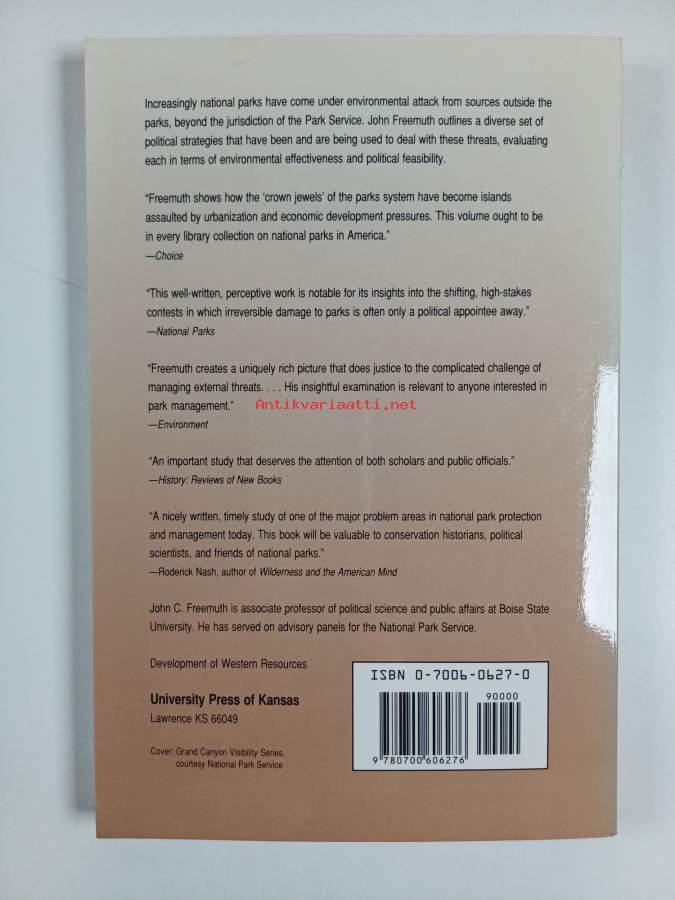 Increasingly national parks have come under environmental attack from sources outside the
parks, beyond the jurisdiction of the Park Service. John Freemuth outlines a diverse set of
political strategies that have been and are being used to deal with these threats, evaluating
each in terms of environmental effectiveness and political feasibility.
“Freemuth shows how the ‘crown jewels’ of the parks system have become islands
assaulted by urbanization and economic development pressures. This volume ought to be
in every library collection on national parks in America.”
—Choice
“This well-written, perceptive work is notable for its insights into the shifting, high-stakes
contests in which irreversible damage to parks is often only a political appointee away.”
—National Parks
“Freemuth creates a uniquely rich picture that does justice to the complicated challenge of
managing external threats. . . . His insightful examination is relevant to anyone interested in
park management.”
Antikvariaatti.net
—Environment
“An important study that deserves the attention of both scholars and public officials.”
—History: Reviews of New Books
“A nicely written, timely study of one of the major problem areas in national park protection
and management today. This book will be valuable to conservation historians, political
scientists, and friends of national parks.”
—Roderick Nash, author of Wilderness and the American Mind
John C. Freemuth is associate professor of political science and public affairs at Boise State
University. He has served on advisory panels for the National Park Service.
Development of Western Resources
University Press of Kansas
Lawrence KS 66049
Cover: Grand Canyon Visibility Series,
courtesy National Park Service
ISBN 0-7006-0627-0
90000
9 780700 606276